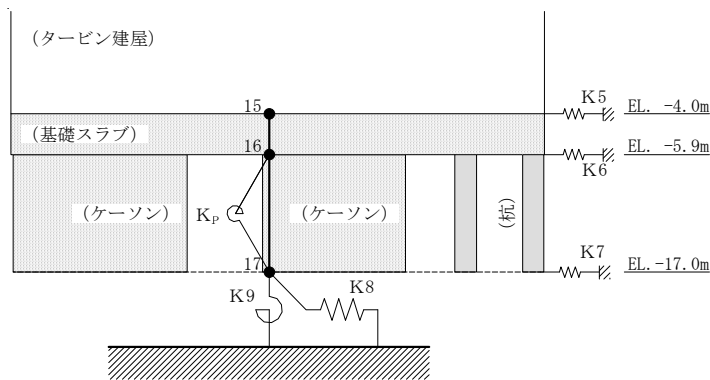 （タービン建屋）
15
K5
EL. -4.0m
（基礎スラブ）
16
K6
EL. -5.9m
（ケーソン）
KP
（ケーソン）
（杭）
17
K7
EL.-17.0m
K9
K8